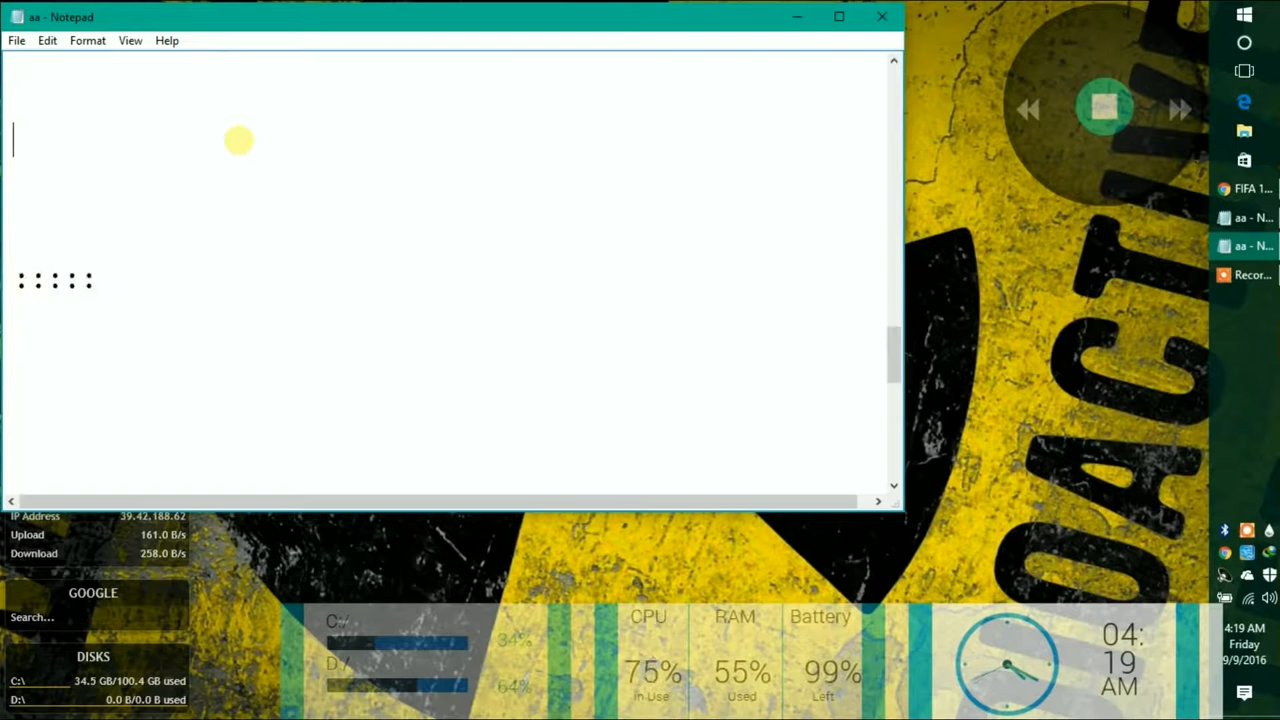 aa - Notepad
File Edit Format View Help
: : : : :
FIFA 1...
aa - N...
aa - N...
Recor...
OACTIVE
IP Address 39.42.188.62
Upload 161.0 B/s
Download 258.0 B/s
GOOGLE
Search...
DISKS
C:\ 34.5 GB/100.4 GB used
D:\ 0.0 B/0.0 B used
C:/ 34%
D:/ 64%
CPU RAM Battery
75% 55% 99%
In Use Used Left
04:
19
AM
4:19 AM
Friday
9/9/2016